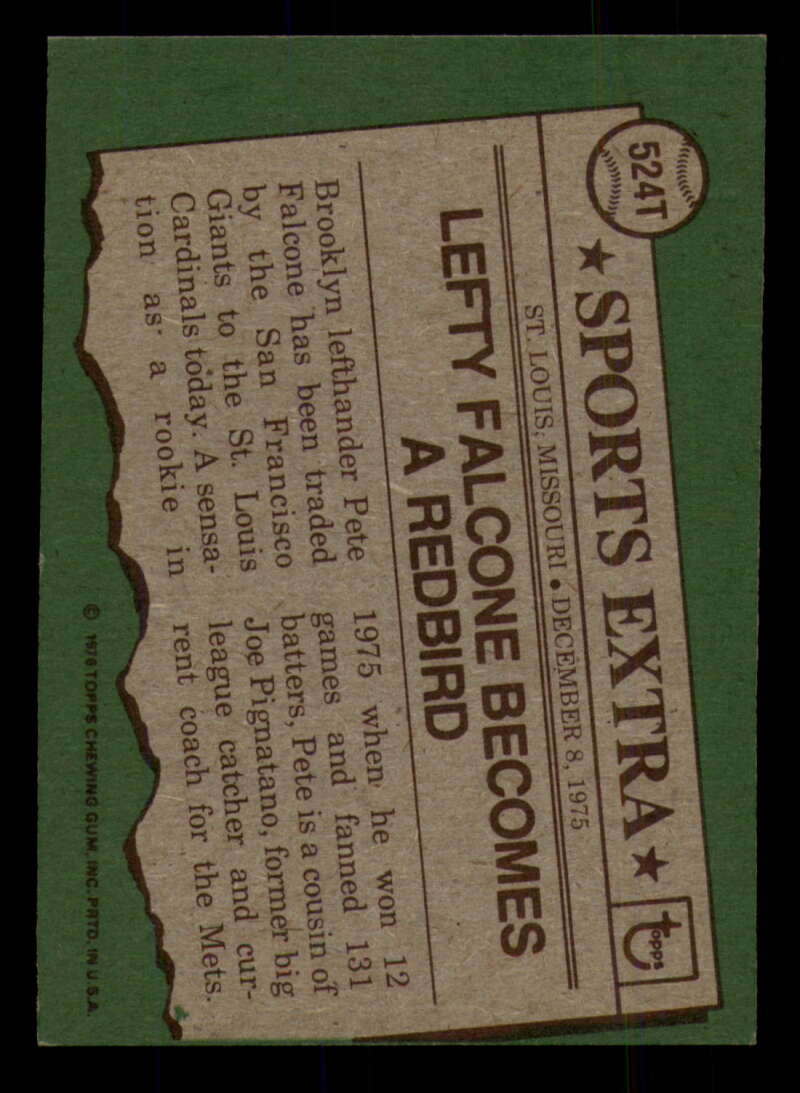 524T
★ SPORTS EXTRA ★
topps
ST. LOUIS, MISSOURI • DECEMBER 8, 1975
LEFTY FALCONE BECOMES
A REDBIRD
Brooklyn lefthander Pete
Falcone has been traded
by the San Francisco
Giants to the St. Louis
Cardinals today. A sensa-
tion as a rookie in
1975 when he won 12
games and fanned 131
batters, Pete is a cousin of
Joe Pignatano, former big
league catcher and cur-
rent coach for the Mets.
© 1976 TOPPS CHEWING GUM, INC. PRTD. IN U.S.A.